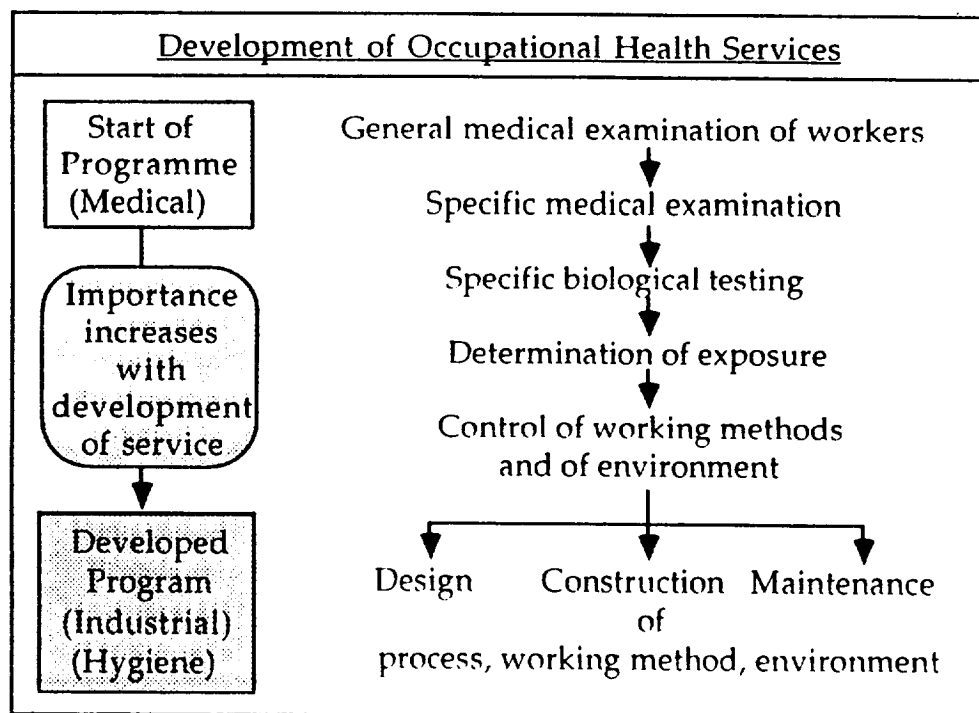 Development of Occupational Health Services
Start of
Programme
(Medical)
Importance
increases
with
development
of service
Developed
Program
(Industrial)
(Hygiene)
General medical examination of workers
Specific medical examination
Specific biological testing
Determination of exposure
Control of working methods
and of environment
Design Construction Maintenance
of
process, working method, environment